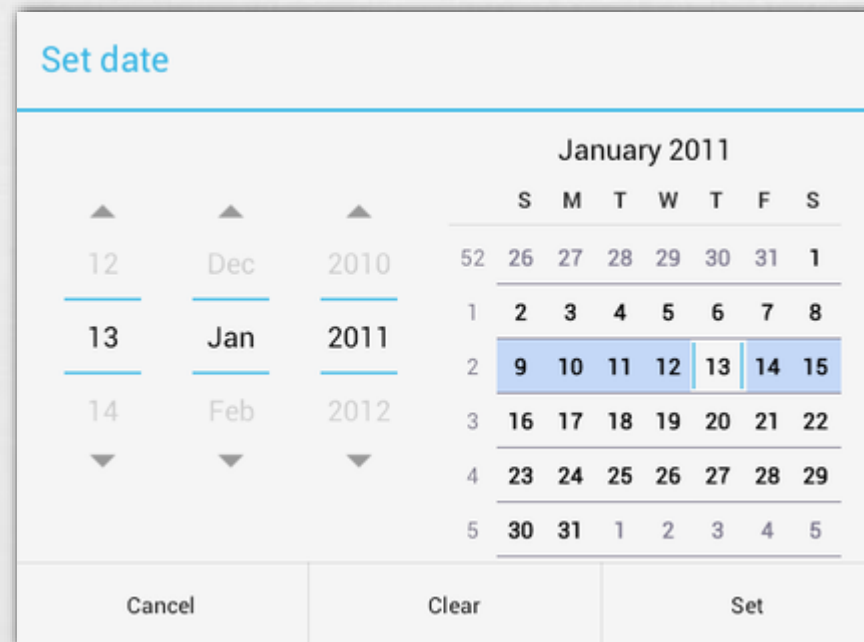 Set date
January 2011
S M T W T F S
12 Dec 2010
52 26 27 28 29 30 31 1
1 2 3 4 5 6 7 8
13 Jan 2011
2 9 10 11 12 13 14 15
14 Feb 2012
3 16 17 18 19 20 21 22
4 23 24 25 26 27 28 29
5 30 31 1 2 3 4 5
Cancel Clear Set